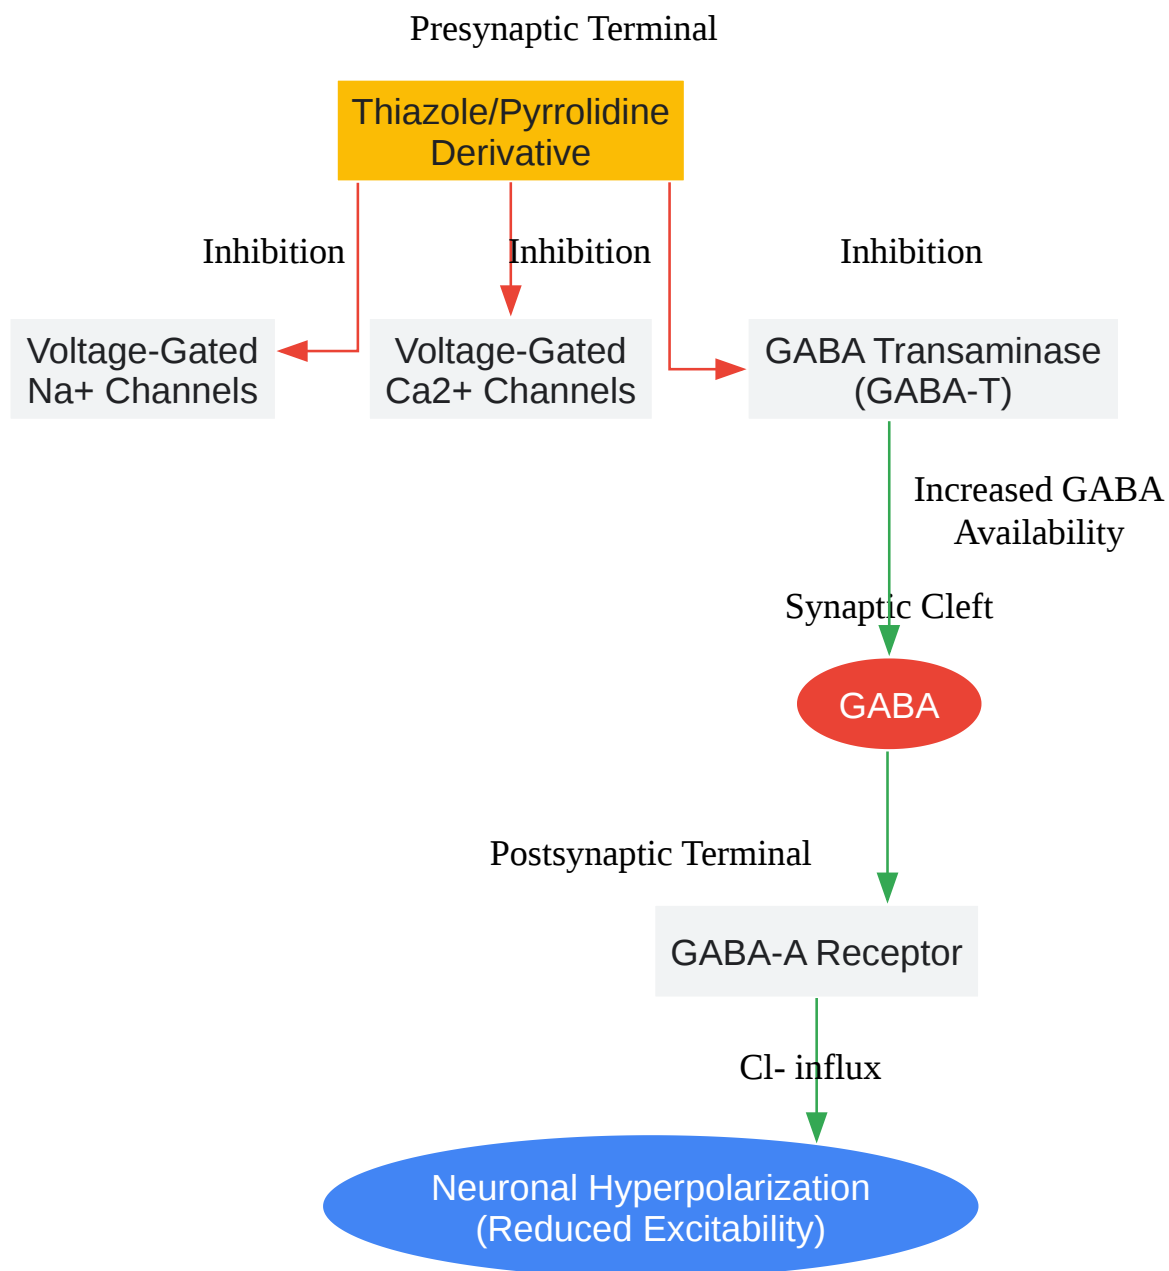 Presynaptic Terminal
Thiazole/Pyrrolidine
Derivative
Inhibition
Inhibition
Inhibition
Voltage-Gated
Na+ Channels
Voltage-Gated
Ca2+ Channels
GABA Transaminase
(GABA-T)
Increased GABA
Availability
Synaptic Cleft
GABA
Postsynaptic Terminal
GABA-A Receptor
Cl- influx
Neuronal Hyperpolarization
(Reduced Excitability)